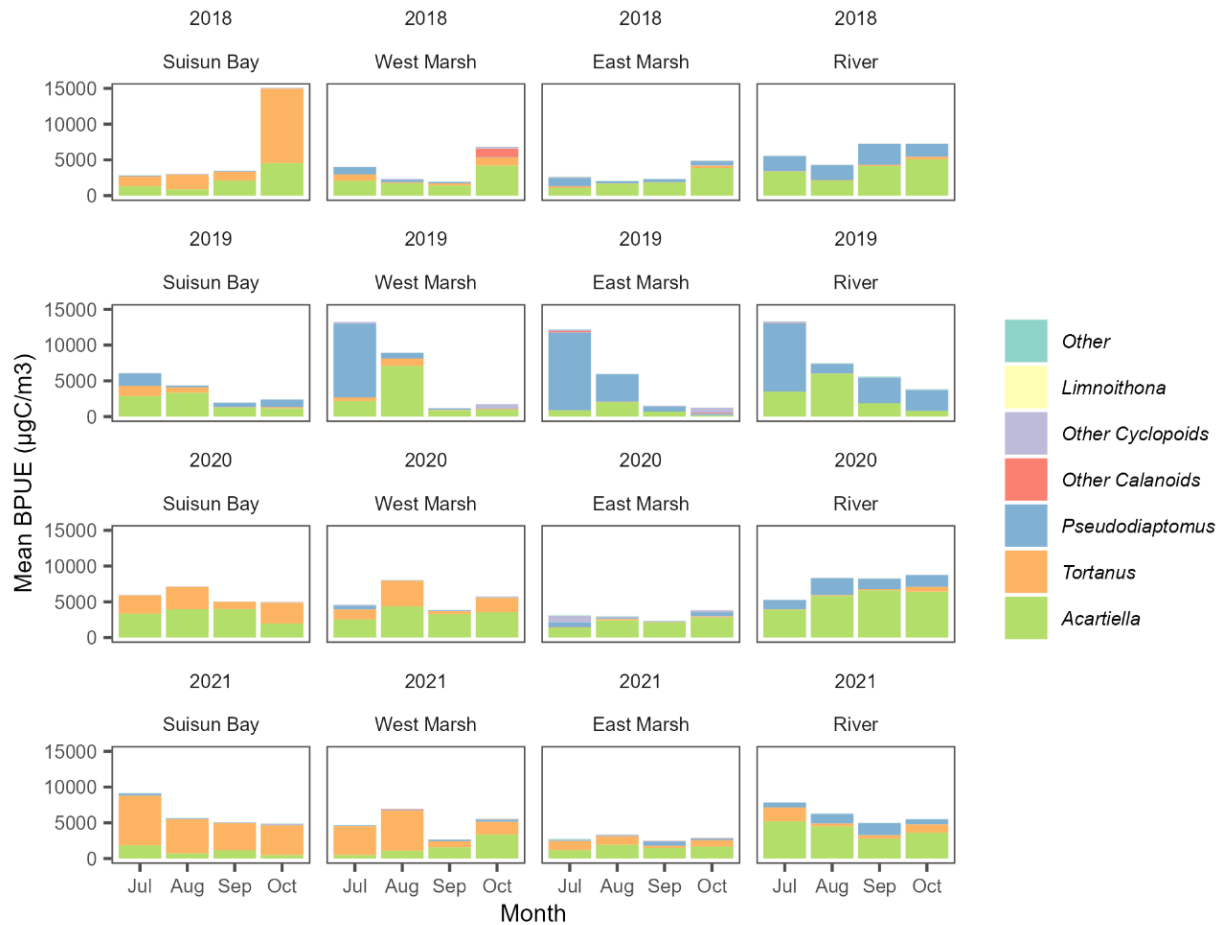 2018 2018 2018 2018
Suisun Bay West Marsh East Marsh River
15000
10000
5000
0
2019 2019 2019 2019
Suisun Bay West Marsh East Marsh River
15000
10000
5000
0
2020 2020 2020 2020
Suisun Bay West Marsh East Marsh River
15000
10000
5000
0
2021 2021 2021 2021
Suisun Bay West Marsh East Marsh River
15000
10000
5000
0
Jul Aug Sep Oct Jul Aug Sep Oct Jul Aug Sep Oct Jul Aug Sep Oct
Month
Mean BPUE (µgC/m3)
Other
Limnoithona
Other Cyclopoids
Other Calanoids
Pseudodiaptomus
Tortanus
Acartiella